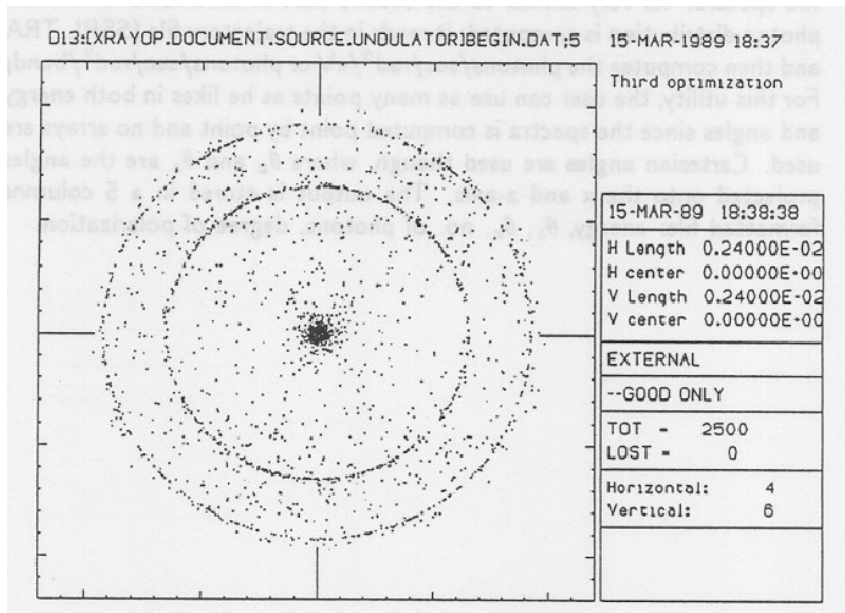 D13:[XRAYOP.DOCUMENT.SOURCE.UNDULATOR]BEGIN.DAT;5
15-MAR-1989 18:37
Third optimization
15-MAR-89 18:38:38
H Length 0.24000E-02
H center 0.00000E+00
V Length 0.24000E-02
V center 0.00000E+00
EXTERNAL
--GOOD ONLY
TOT = 2500
LOST = 0
Horizontal: 4
Vertical: 6